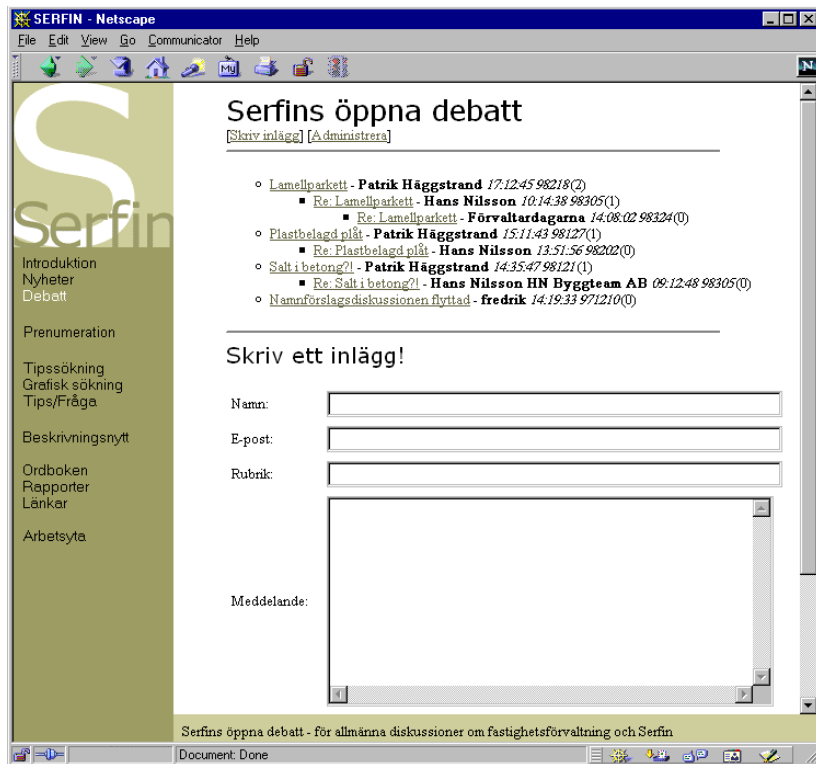 SERFIN - Netscape
File Edit View Go Communicator Help
My
N
S
Serfin
Introduktion
Nyheter
Debatt
Prenumeration
Tipssökning
Grafisk sökning
Tips/Fråga
Beskrivningsnytt
Ordboken
Rapporter
Länkar
Arbetsyta
Serfins öppna debatt
[Skriv inlägg] [Administrera]
Lamellparkett - Patrik Häggstrand 17:12:45 98218(2)
Re: Lamellparkett - Hans Nilsson 10:14:38 98305(1)
Re: Lamellparkett - Förvaltardagarna 14:08:02 98324(0)
Plastbelagd plåt - Patrik Häggstrand 15:11:43 98127(1)
Re: Plastbelagd plåt - Hans Nilsson 13:51:56 98202(0)
Salt i betong?! - Patrik Häggstrand 14:35:47 98121(1)
Re: Salt i betong?! - Hans Nilsson HN Byggteam AB 09:12:48 98305(0)
Namnförslagsdiskussionen flyttad - fredrik 14:19:33 971210(0)
Skriv ett inlägg!
Namn:
E-post:
Rubrik:
Meddelande:
Serfins öppna debatt - för allmänna diskussioner om fastighetsförvaltning och Serfin
Document: Done